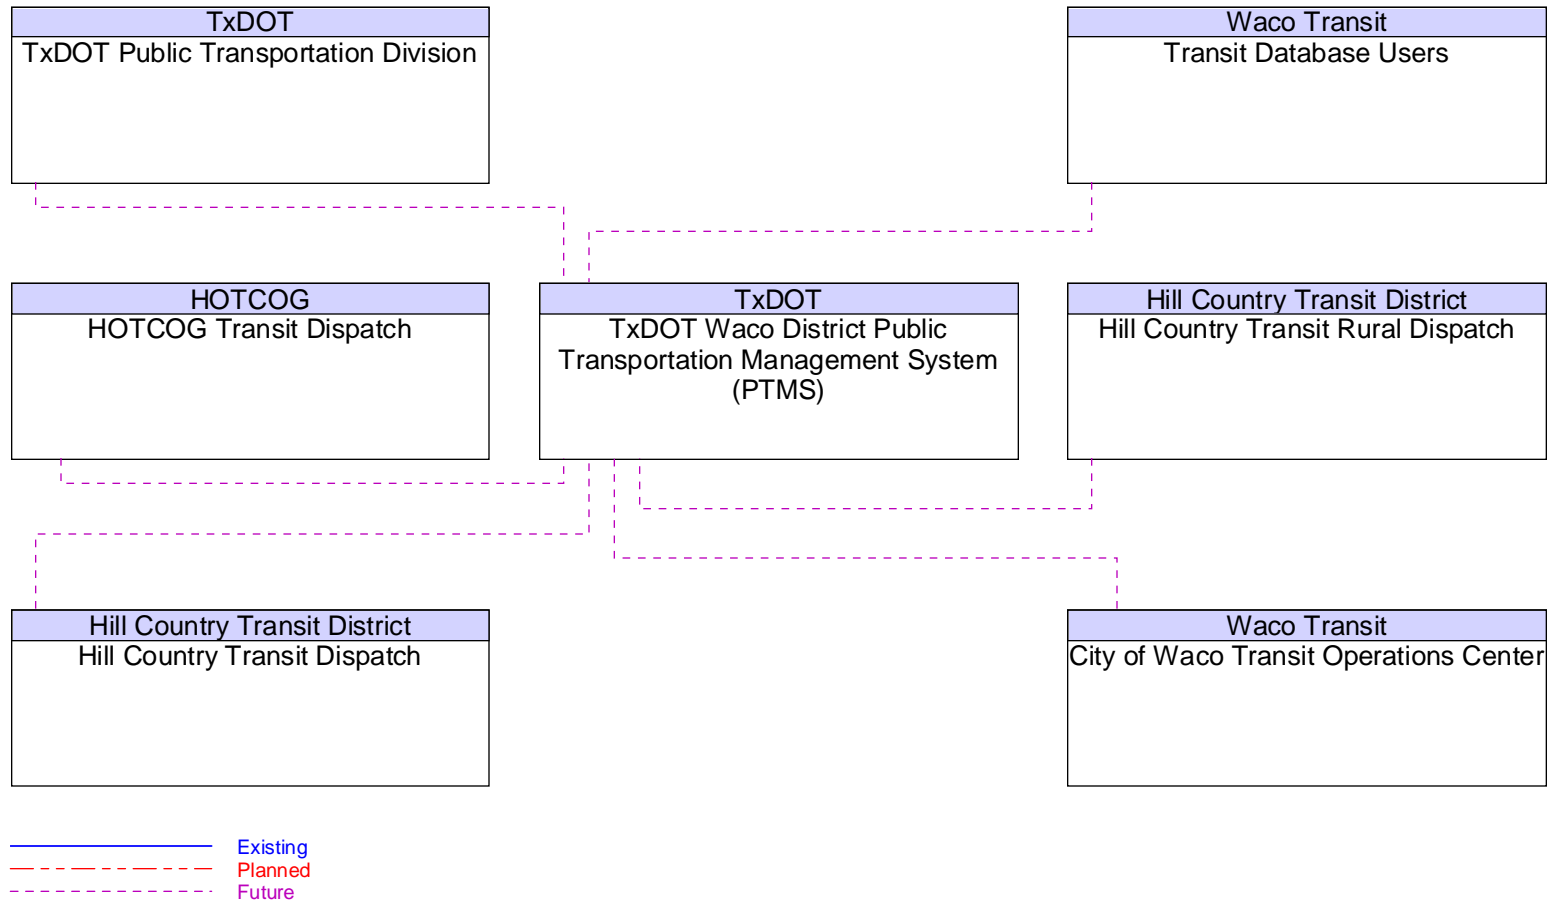 TxDOT
TxDOT Public Transportation Division
Waco Transit
Transit Database Users
HOTCOG
HOTCOG Transit Dispatch
TxDOT
TxDOT Waco District Public
Transportation Management System
(PTMS)
Hill Country Transit District
Hill Country Transit Rural Dispatch
Hill Country Transit District
Hill Country Transit Dispatch
Waco Transit
City of Waco Transit Operations Center
Existing
Planned
Future